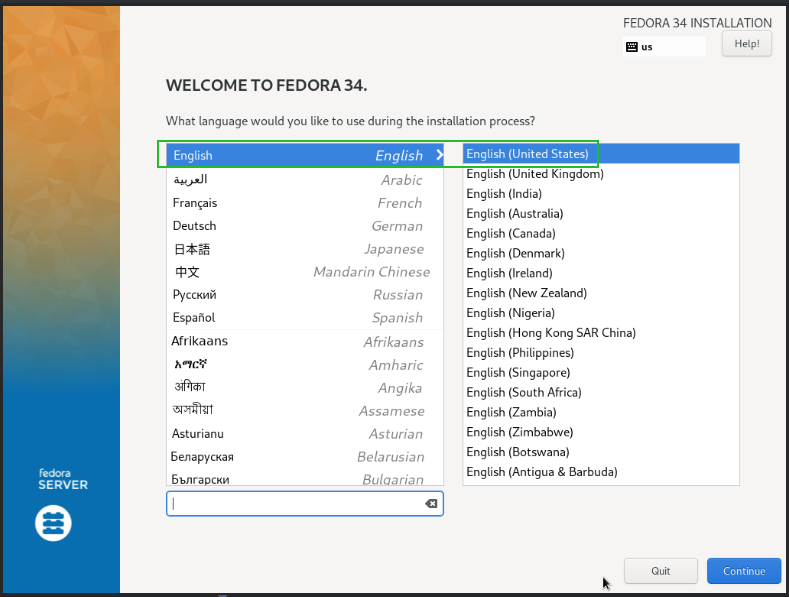 FEDORA 34 INSTALLATION
us
Help!
WELCOME TO FEDORA 34.
What language would you like to use during the installation process?
English English
العربية Arabic
Français French
Deutsch German
日本語 Japanese
中文 Mandarin Chinese
Русский Russian
Español Spanish
Afrikaans Afrikaans
አማርኛ Amharic
अंगिका Angika
অসমীয়া Assamese
Asturianu Asturian
Беларуская Belarusian
Български Bulgarian
English (United States)
English (United Kingdom)
English (India)
English (Australia)
English (Canada)
English (Denmark)
English (Ireland)
English (New Zealand)
English (Nigeria)
English (Hong Kong SAR China)
English (Philippines)
English (Singapore)
English (South Africa)
English (Zambia)
English (Zimbabwe)
English (Botswana)
English (Antigua & Barbuda)
fedora
SERVER
Quit
Continue